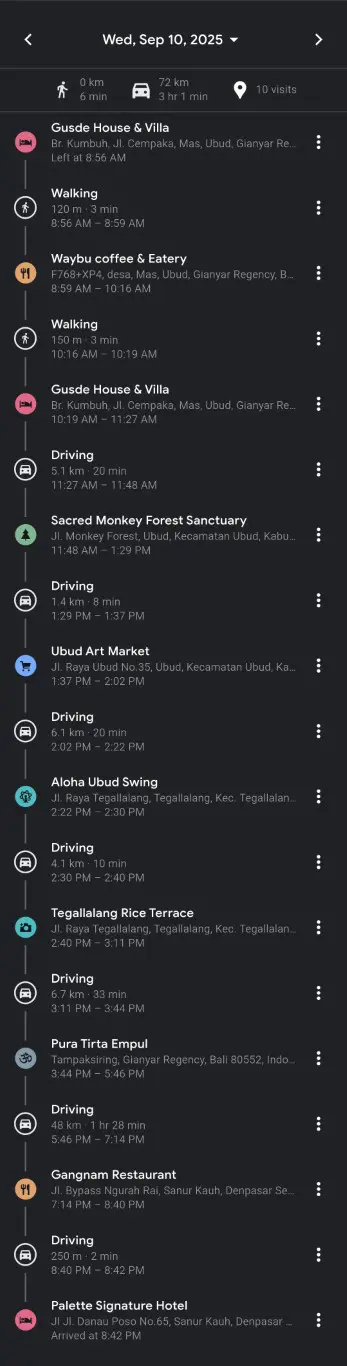 Wed, Sep 10, 2025
0 km
6 min
72 km
3 hr 1 min
10 visits
Gusde House & Villa
Br. Kumbuh, Jl. Cempaka, Mas, Ubud, Gianyar Re...
Left at 8:56 AM
Walking
120 m · 3 min
8:56 AM – 8:59 AM
Waybu coffee & Eatery
F768+XP4, desa, Mas, Ubud, Gianyar Regency, B...
8:59 AM – 10:16 AM
Walking
150 m · 3 min
10:16 AM – 10:19 AM
Gusde House & Villa
Br. Kumbuh, Jl. Cempaka, Mas, Ubud, Gianyar Re...
10:19 AM – 11:27 AM
Driving
5.1 km · 20 min
11:27 AM – 11:48 AM
Sacred Monkey Forest Sanctuary
Jl. Monkey Forest, Ubud, Kecamatan Ubud, Kabu...
11:48 AM – 1:29 PM
Driving
1.4 km · 8 min
1:29 PM – 1:37 PM
Ubud Art Market
Jl. Raya Ubud No.35, Ubud, Kecamatan Ubud, Ka...
1:37 PM – 2:02 PM
Driving
6.1 km · 20 min
2:02 PM – 2:22 PM
Aloha Ubud Swing
Jl. Raya Tegallalang, Tegallalang, Kec. Tegallalan...
2:22 PM – 2:30 PM
Driving
4.1 km · 10 min
2:30 PM – 2:40 PM
Tegallalang Rice Terrace
Jl. Raya Tegallalang, Tegallalang, Kec. Tegallalan...
2:40 PM – 3:11 PM
Driving
6.7 km · 33 min
3:11 PM – 3:44 PM
Pura Tirta Empul
Tampaksiring, Gianyar Regency, Bali 80552, Indo...
3:44 PM – 5:46 PM
Driving
48 km · 1 hr 28 min
5:46 PM – 7:14 PM
Gangnam Restaurant
Jl. Bypass Ngurah Rai, Sanur Kauh, Denpasar Se...
7:14 PM – 8:40 PM
Driving
250 m · 2 min
8:40 PM – 8:42 PM
Palette Signature Hotel
Jl Jl. Danau Poso No.65, Sanur Kauh, Denpasar ...
Arrived at 8:42 PM